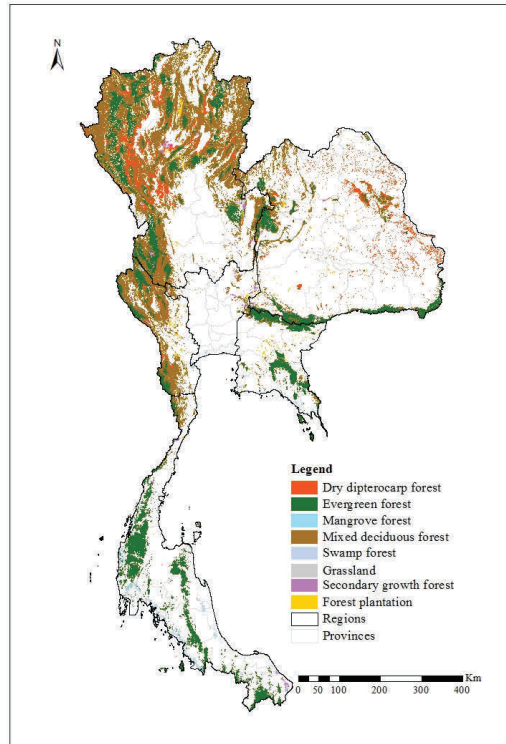 N
Legend
Dry dipterocarp forest
Evergreen forest
Mangrove forest
Mixed deciduous forest
Swamp forest
Grassland
Secondary growth forest
Forest plantation
Regions
Provinces
Km
0 50 100 200 300 400